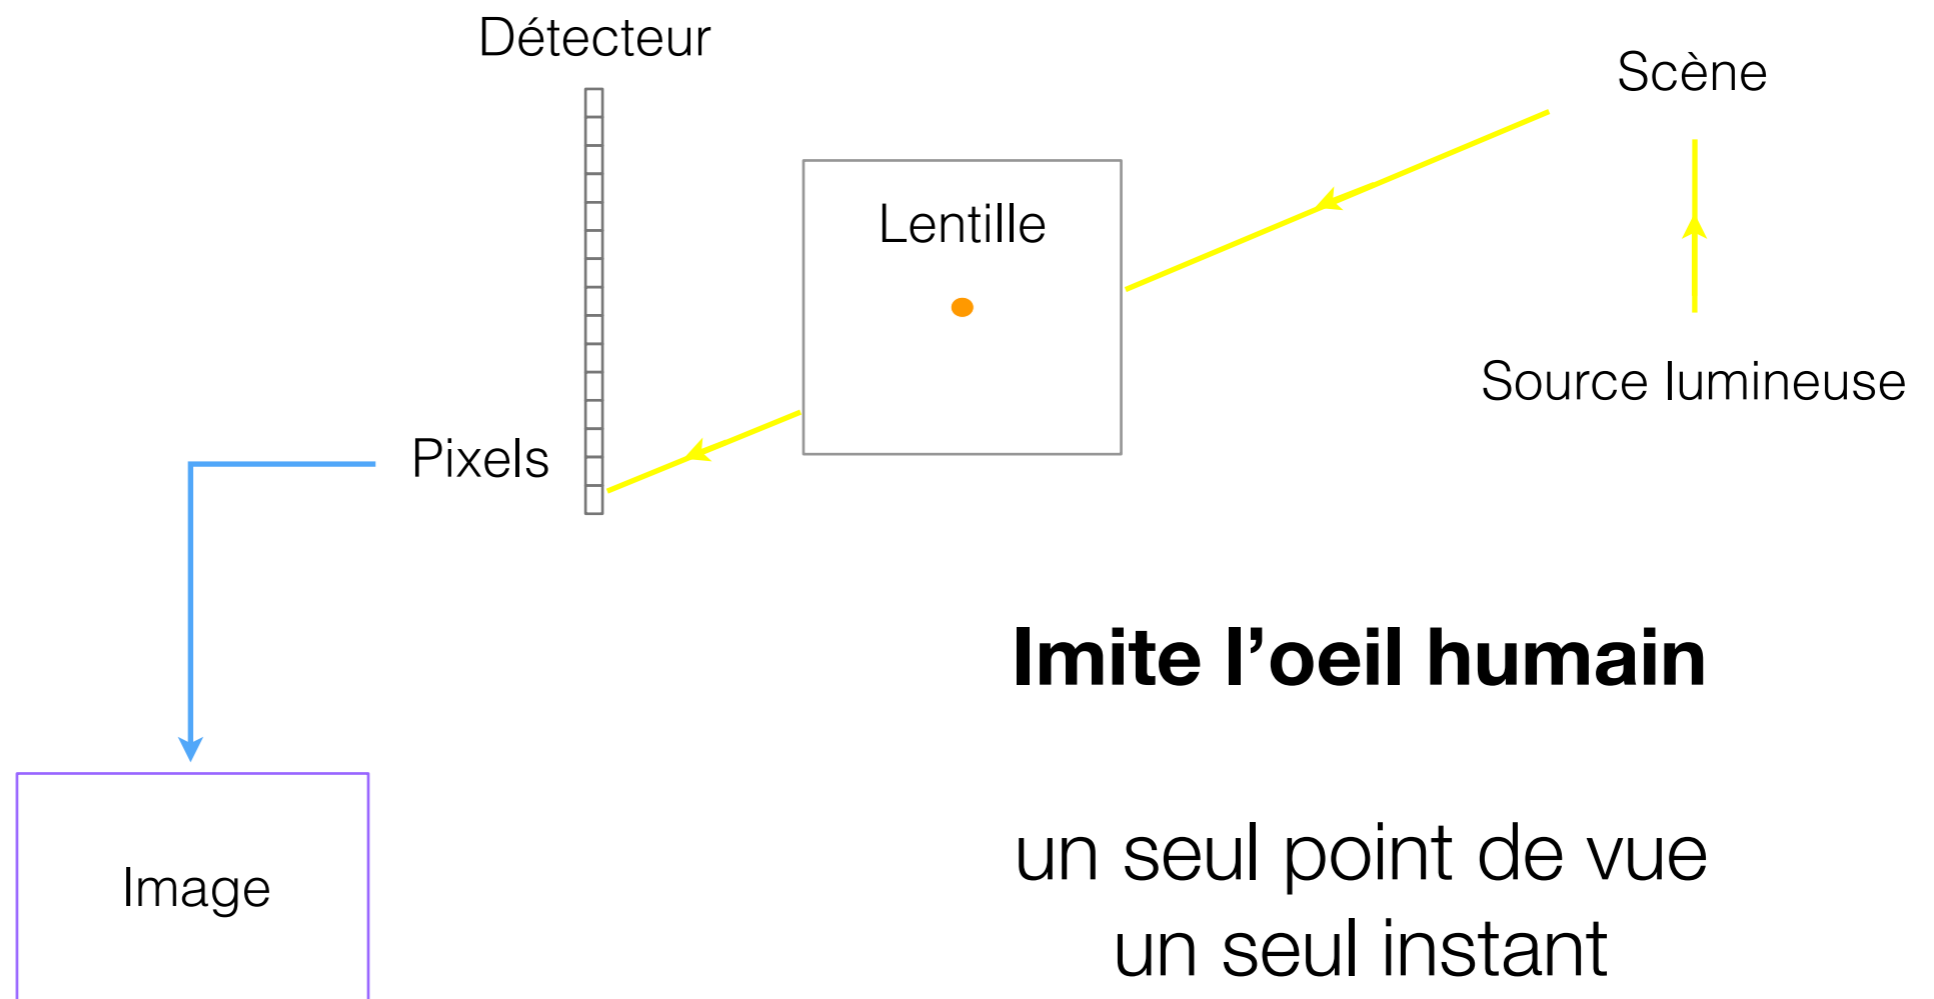 Détecteur
Scène
Lentille
Source lumineuse
Pixels
Imite l’oeil humain
un seul point de vue
un seul instant
Image